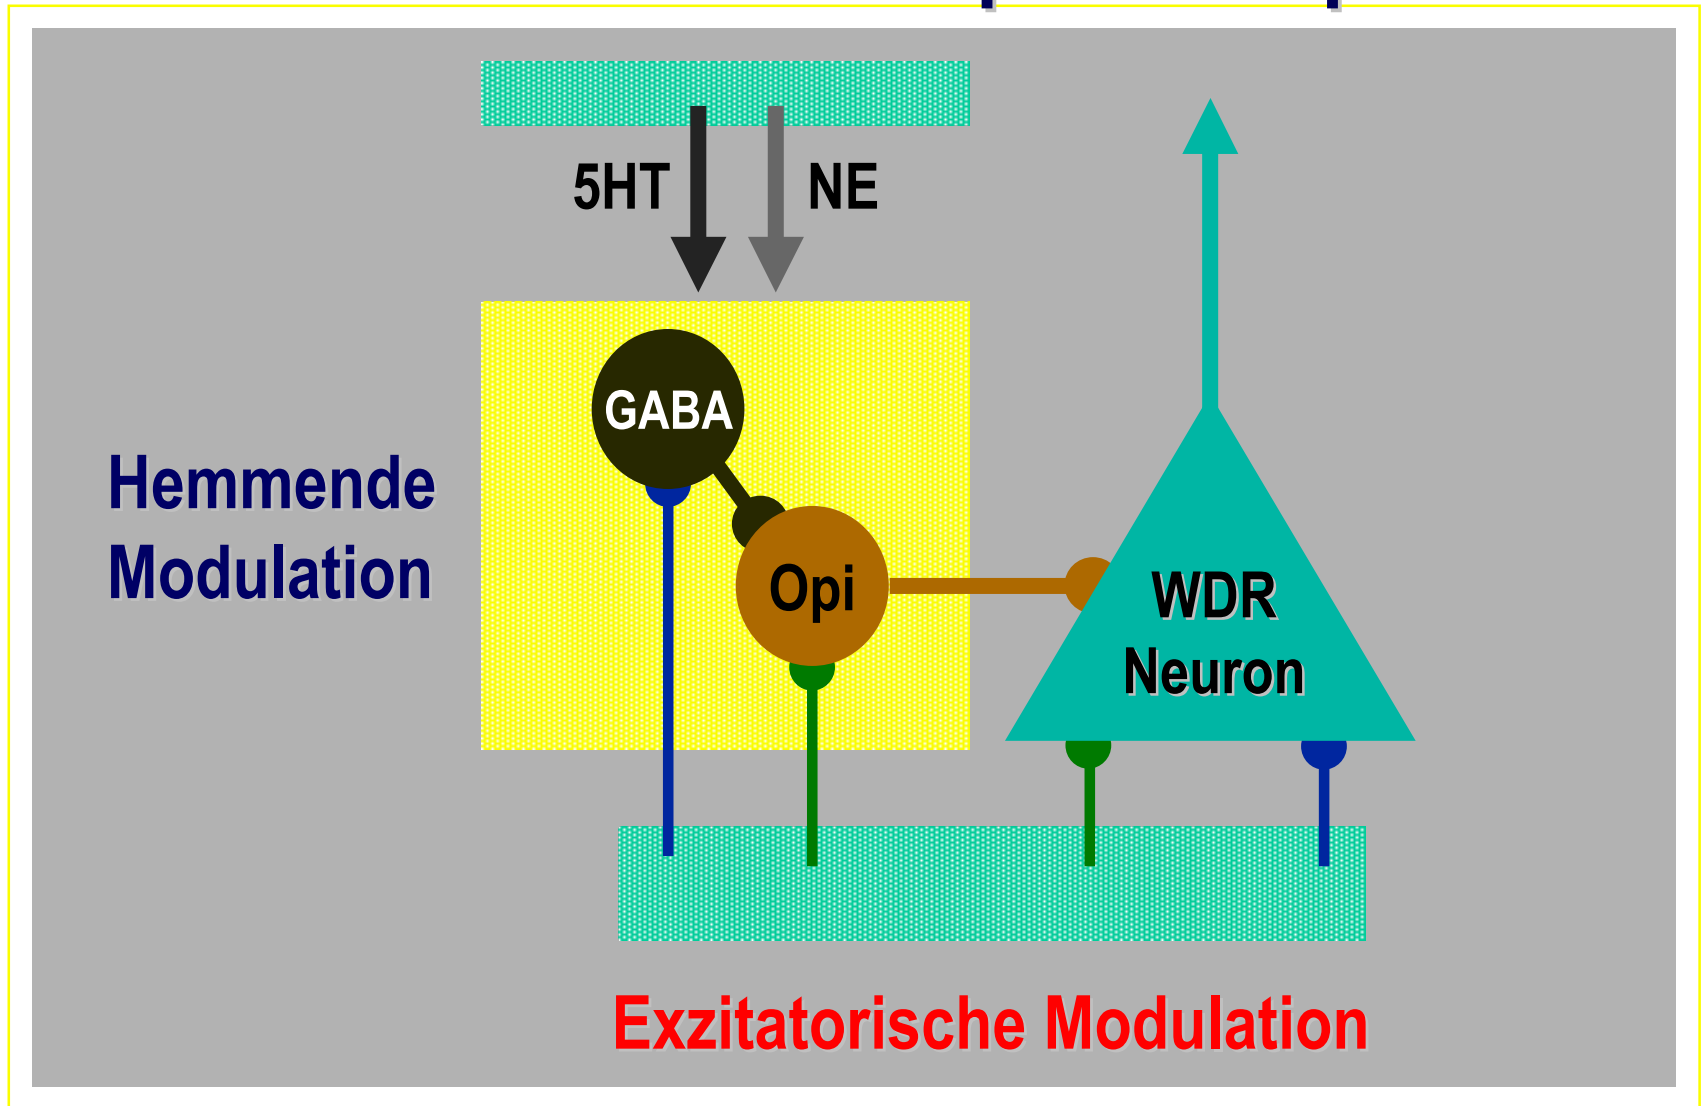 5HT NE
GABA
Hemmende
Modulation
Opi
WDR
Neuron
Exzitatorische Modulation